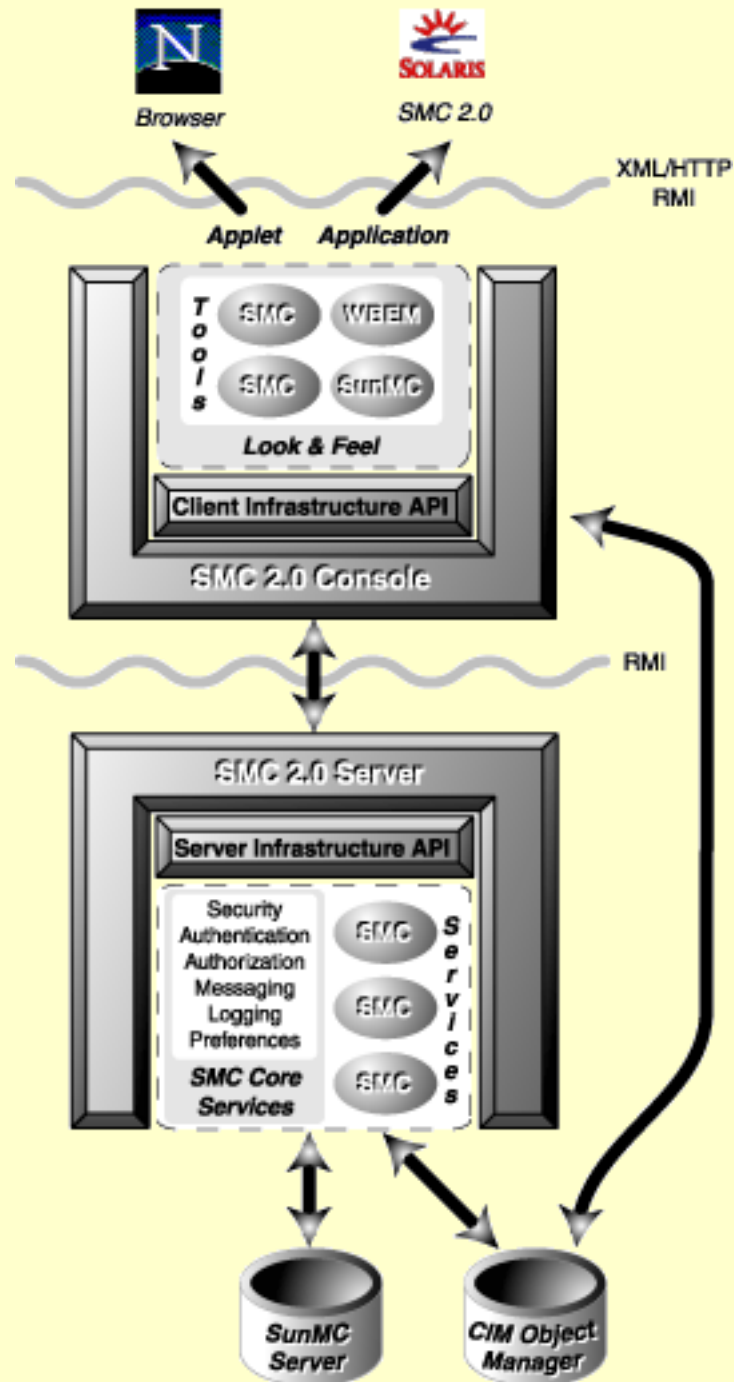 N
SOLARIS
Browser
SMC 2.0
XML/HTTP
RMI
Applet
Application
Tools
SMC
WBEM
SMC
SunMC
Look & Feel
Client Infrastructure API
SMC 2.0 Console
RMI
SMC 2.0 Server
Server Infrastructure API
Security
Authentication
Authorization
Messaging
Logging
Preferences
SMC Core
Services
SMC
SMC
SMC
Services
SunMC
Server
CIM Object
Manager